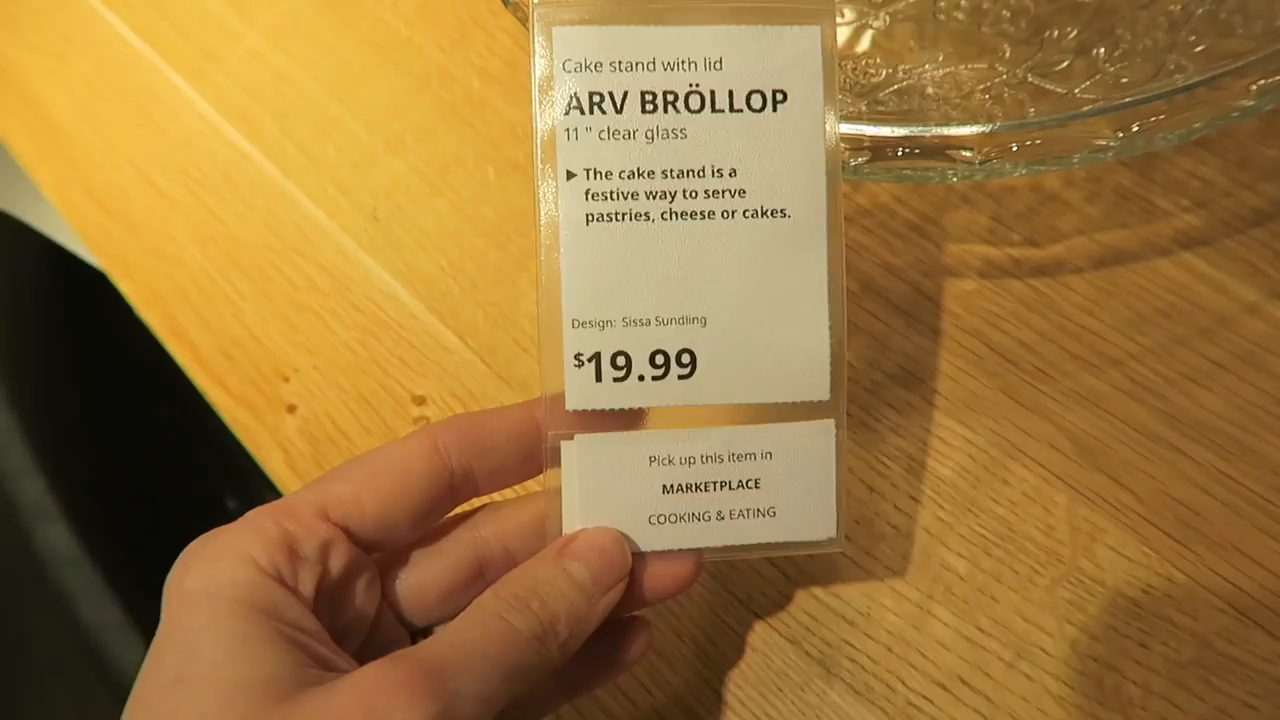 Cake stand with lid
ARV BRÖLLOP
11 " clear glass
▶ The cake stand is a
festive way to serve
pastries, cheese or cakes.
Design: Sissa Sundling
$19.99
Pick up this item in
MARKETPLACE
COOKING & EATING